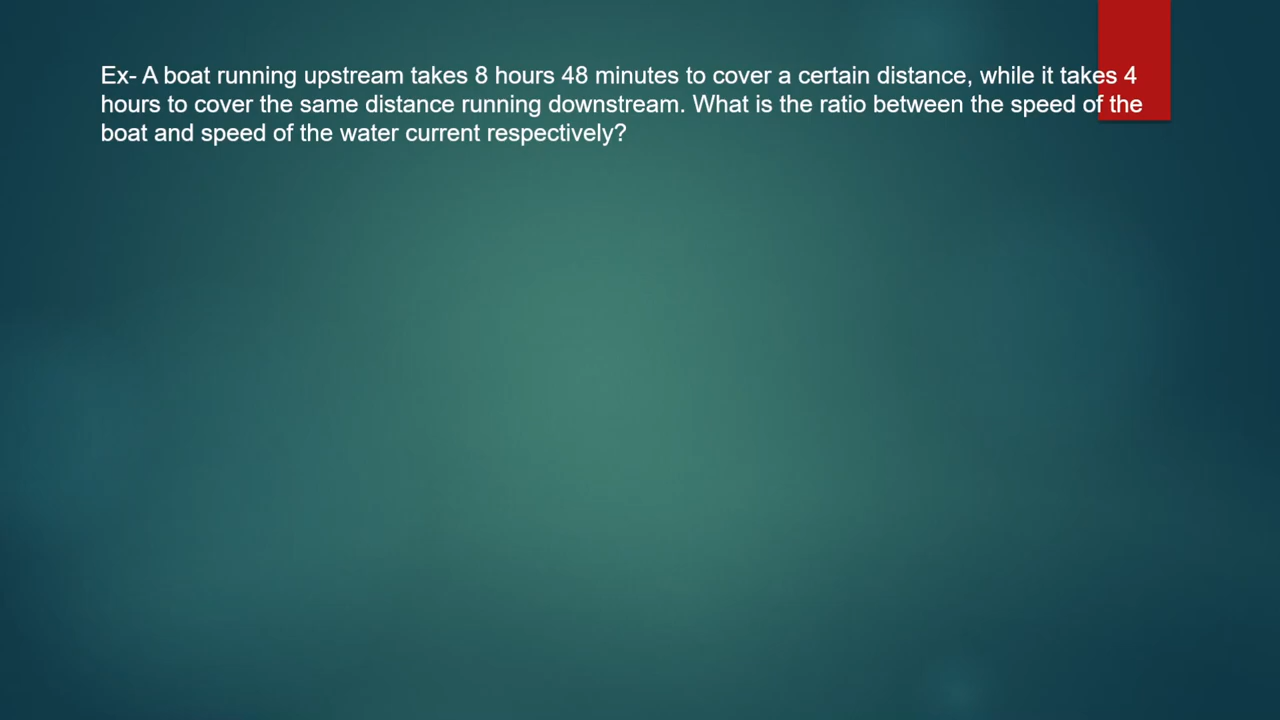 Ex- A boat running upstream takes 8 hours 48 minutes to cover a certain distance, while it takes 4
hours to cover the same distance running downstream. What is the ratio between the speed of the
boat and speed of the water current respectively?